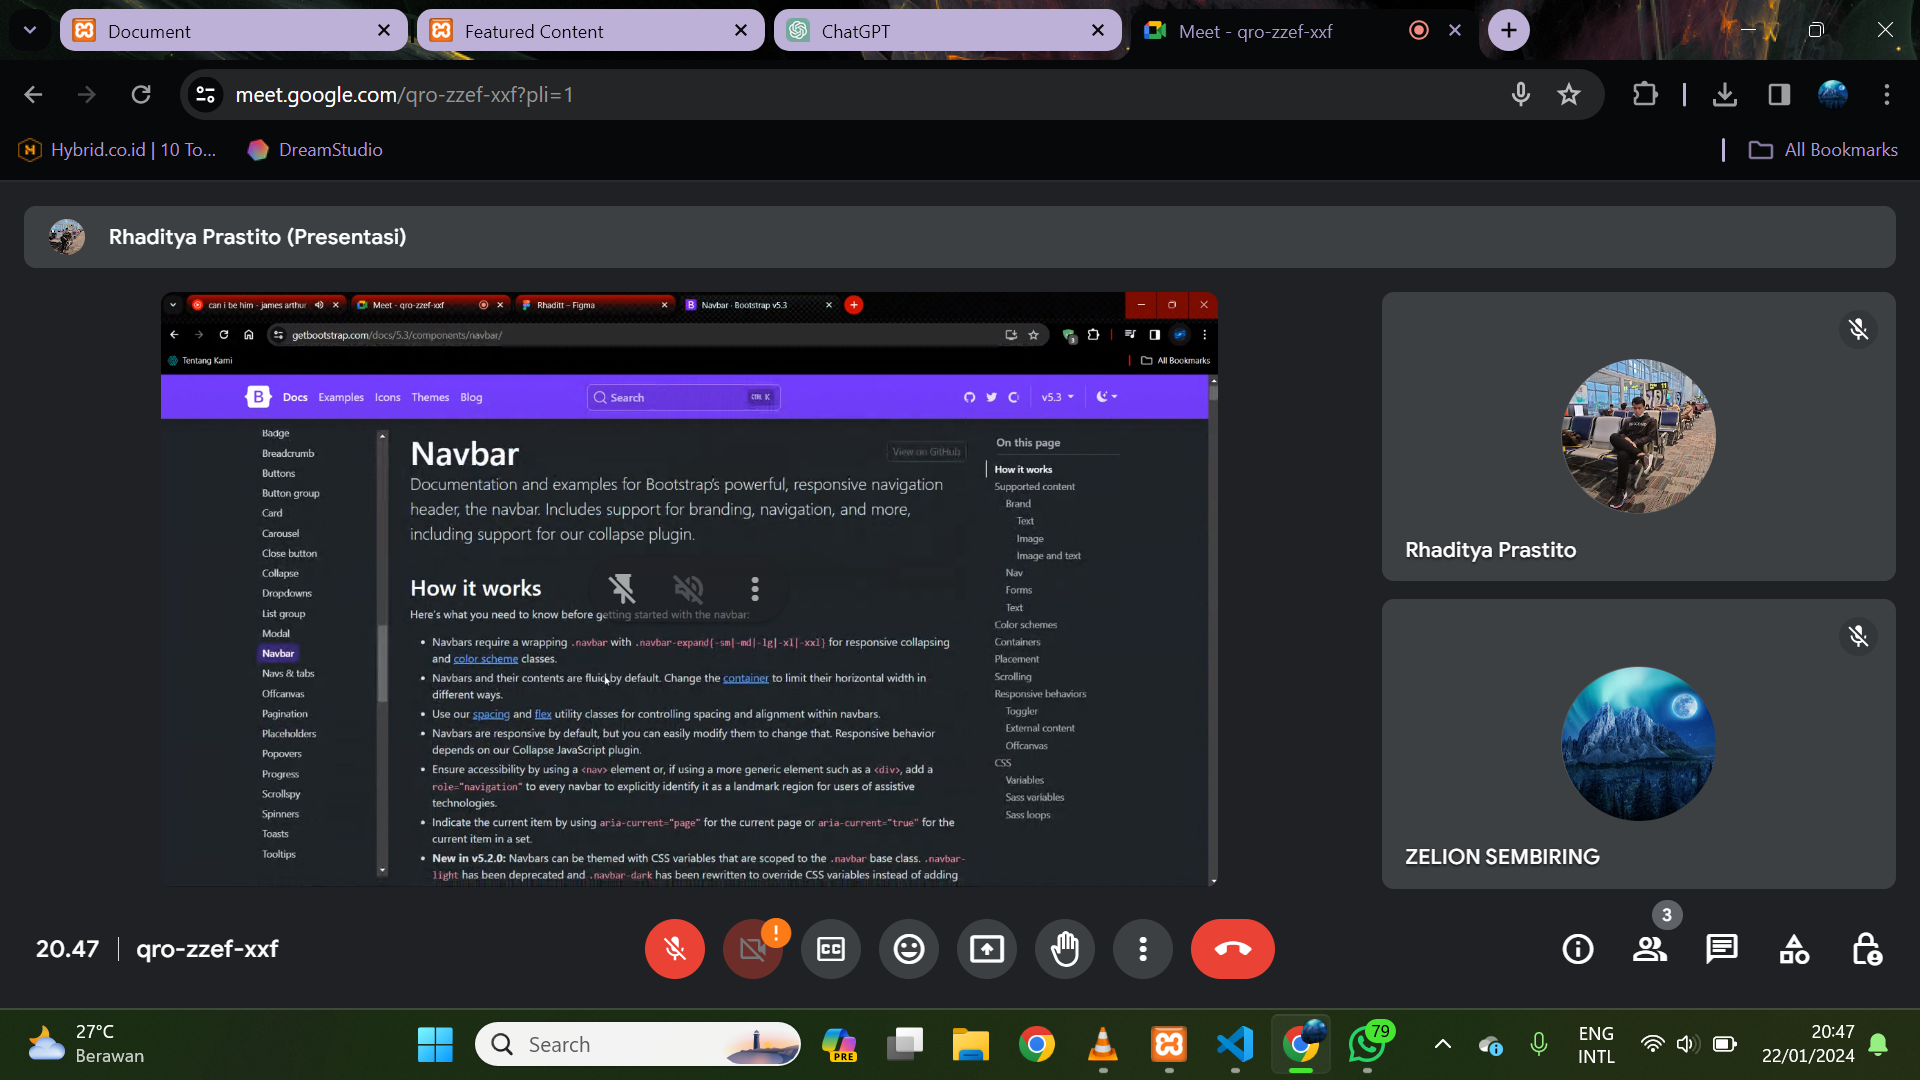 Document
Featured Content
ChatGPT
Meet - qro-zzef-xxf
meet.google.com/qro-zzef-xxf?pli=1
Hybrid.co.id | 10 To...
DreamStudio
All Bookmarks
Rhaditya Prastito (Presentasi)
can i be him - james arthur
Meet - qro-zzef-xxf
Rhaditt – Figma
Navbar · Bootstrap v5.3
getbootstrap.com/docs/5.3/components/navbar/
Tentang Kami
All Bookmarks
B
Docs
Examples
Icons
Themes
Blog
Search
CTRL K
v5.3
Badge
Breadcrumb
Buttons
Button group
Card
Carousel
Close button
Collapse
Dropdowns
List group
Modal
Navbar
Navs & tabs
Offcanvas
Pagination
Placeholders
Popovers
Progress
Scrollspy
Spinners
Toasts
Tooltips
Navbar
View on GitHub
Documentation and examples for Bootstrap's powerful, responsive navigation
header, the navbar. Includes support for branding, navigation, and more,
including support for our collapse plugin.
How it works
Here's what you need to know before getting started with the navbar:
• Navbars require a wrapping .navbar with .navbar-expand{-sm|-md|-lg|-xl|-xxl} for responsive collapsing
and color scheme classes.
• Navbars and their contents are fluid by default. Change the container to limit their horizontal width in
different ways.
• Use our spacing and flex utility classes for controlling spacing and alignment within navbars.
• Navbars are responsive by default, but you can easily modify them to change that. Responsive behavior
depends on our Collapse JavaScript plugin.
• Ensure accessibility by using a <nav> element or, if using a more generic element such as a <div>, add a
role="navigation" to every navbar to explicitly identify it as a landmark region for users of assistive
technologies.
• Indicate the current item by using aria-current="page" for the current page or aria-current="true" for the
current item in a set.
• New in v5.2.0: Navbars can be themed with CSS variables that are scoped to the .navbar base class. .navbar-
light has been deprecated and .navbar-dark has been rewritten to override CSS variables instead of adding
On this page
How it works
Supported content
Brand
Text
Image
Image and text
Nav
Forms
Text
Color schemes
Containers
Placement
Scrolling
Responsive behaviors
Toggler
External content
Offcanvas
CSS
Variables
Sass variables
Sass loops
Rhaditya Prastito
ZELION SEMBIRING
20.47
qro-zzef-xxf
!
CC
3
27°C
Berawan
Search
PRE
79
ENG
INTL
20:47
22/01/2024